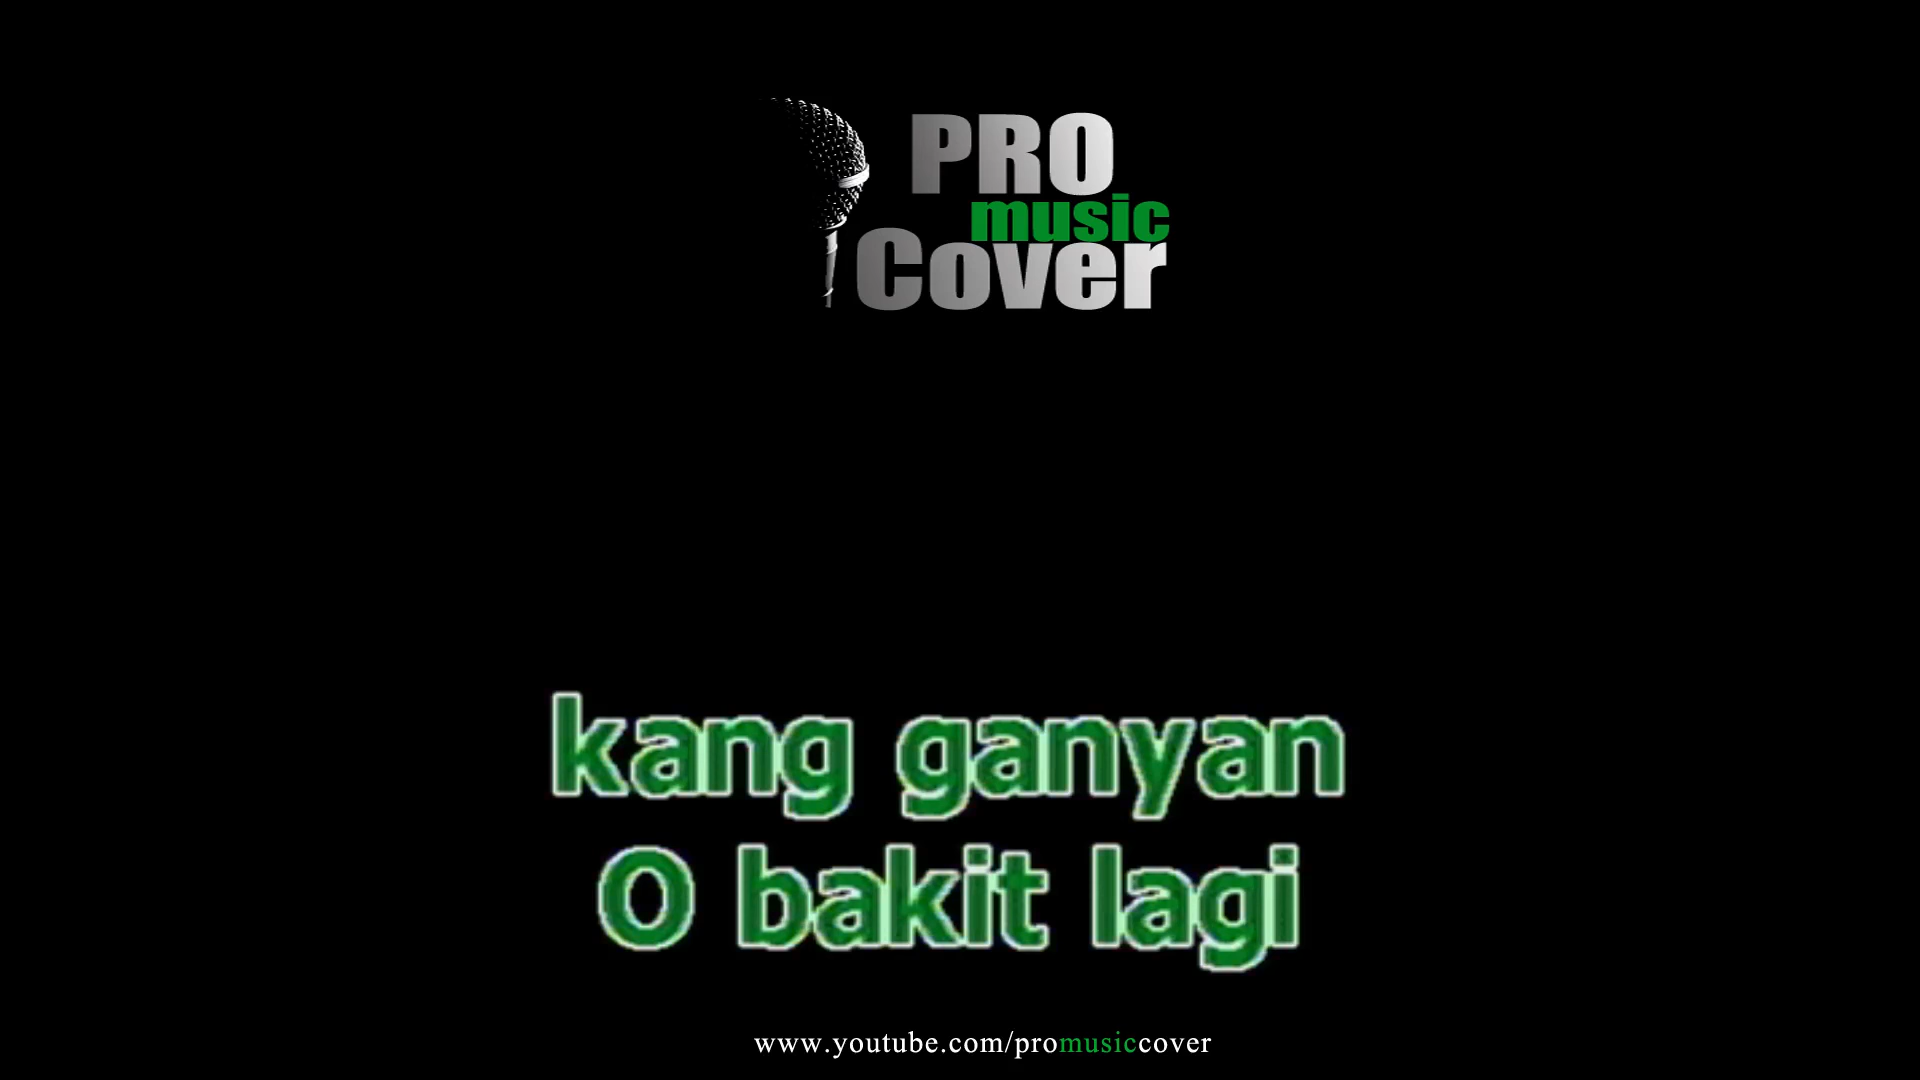 PRO
music
Cover
kang ganyan
O bakit lagi
www.youtube.com/promusiccover